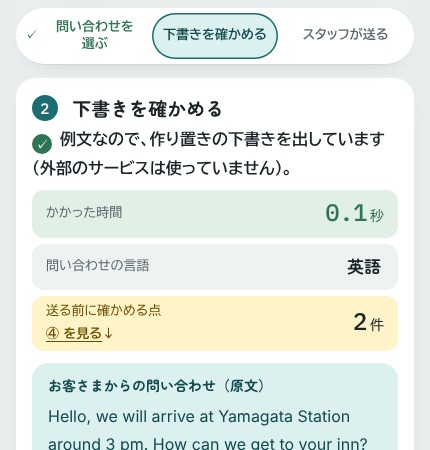 ✓ 問い合わせを
選ぶ
下書きを確かめる
スタッフが送る
2 下書きを確かめる
✓ 例文なので、作り置きの下書きを出しています
(外部のサービスは使っていません)。
かかった時間
0.1秒
問い合わせの言語
英語
送る前に確かめる点
④ を見る↓
2件
お客さまからの問い合わせ（原文）
Hello, we will arrive at Yamagata Station
around 3 pm. How can we get to your inn?